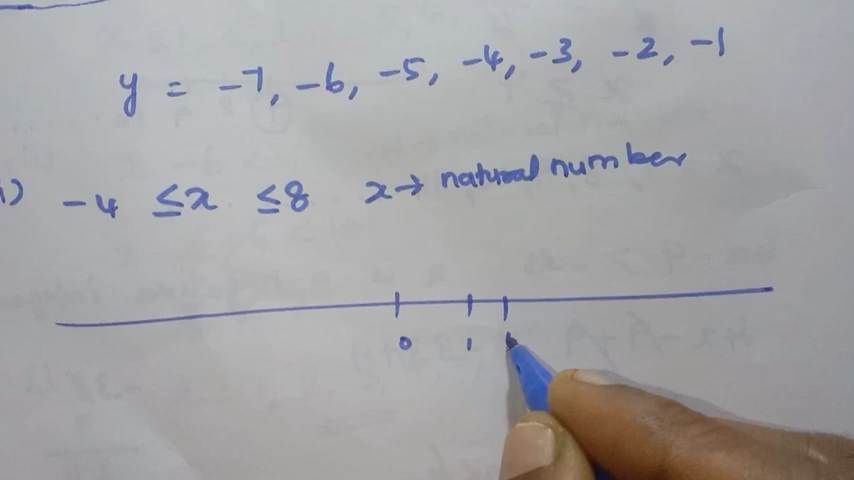 y = -7, -6, -5, -4, -3, -2, -1
i) -4 ≤ x ≤ 8 x → natural number
0 1